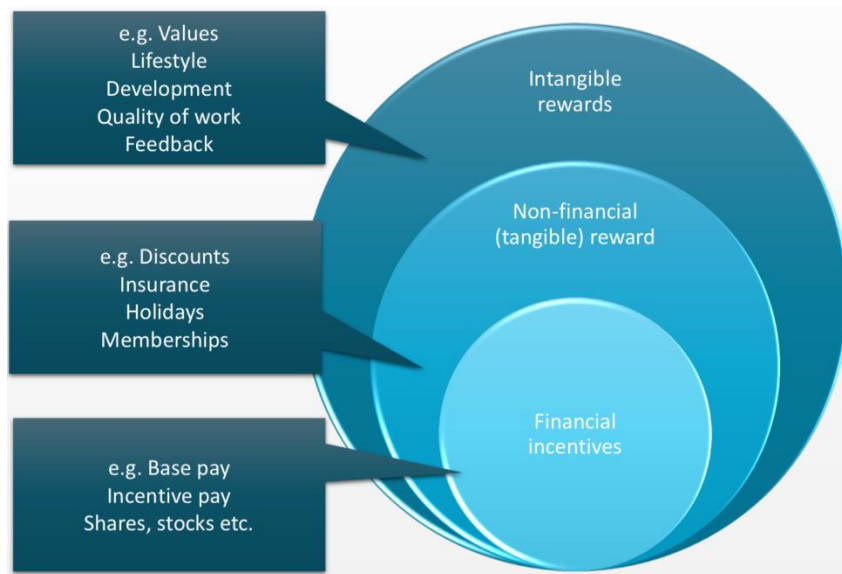 e.g. Values
Lifestyle
Development
Quality of work
Feedback
Intangible
rewards
e.g. Discounts
Insurance
Holidays
Memberships
Non-financial
(tangible) reward
e.g. Base pay
Incentive pay
Shares, stocks etc.
Financial
incentives